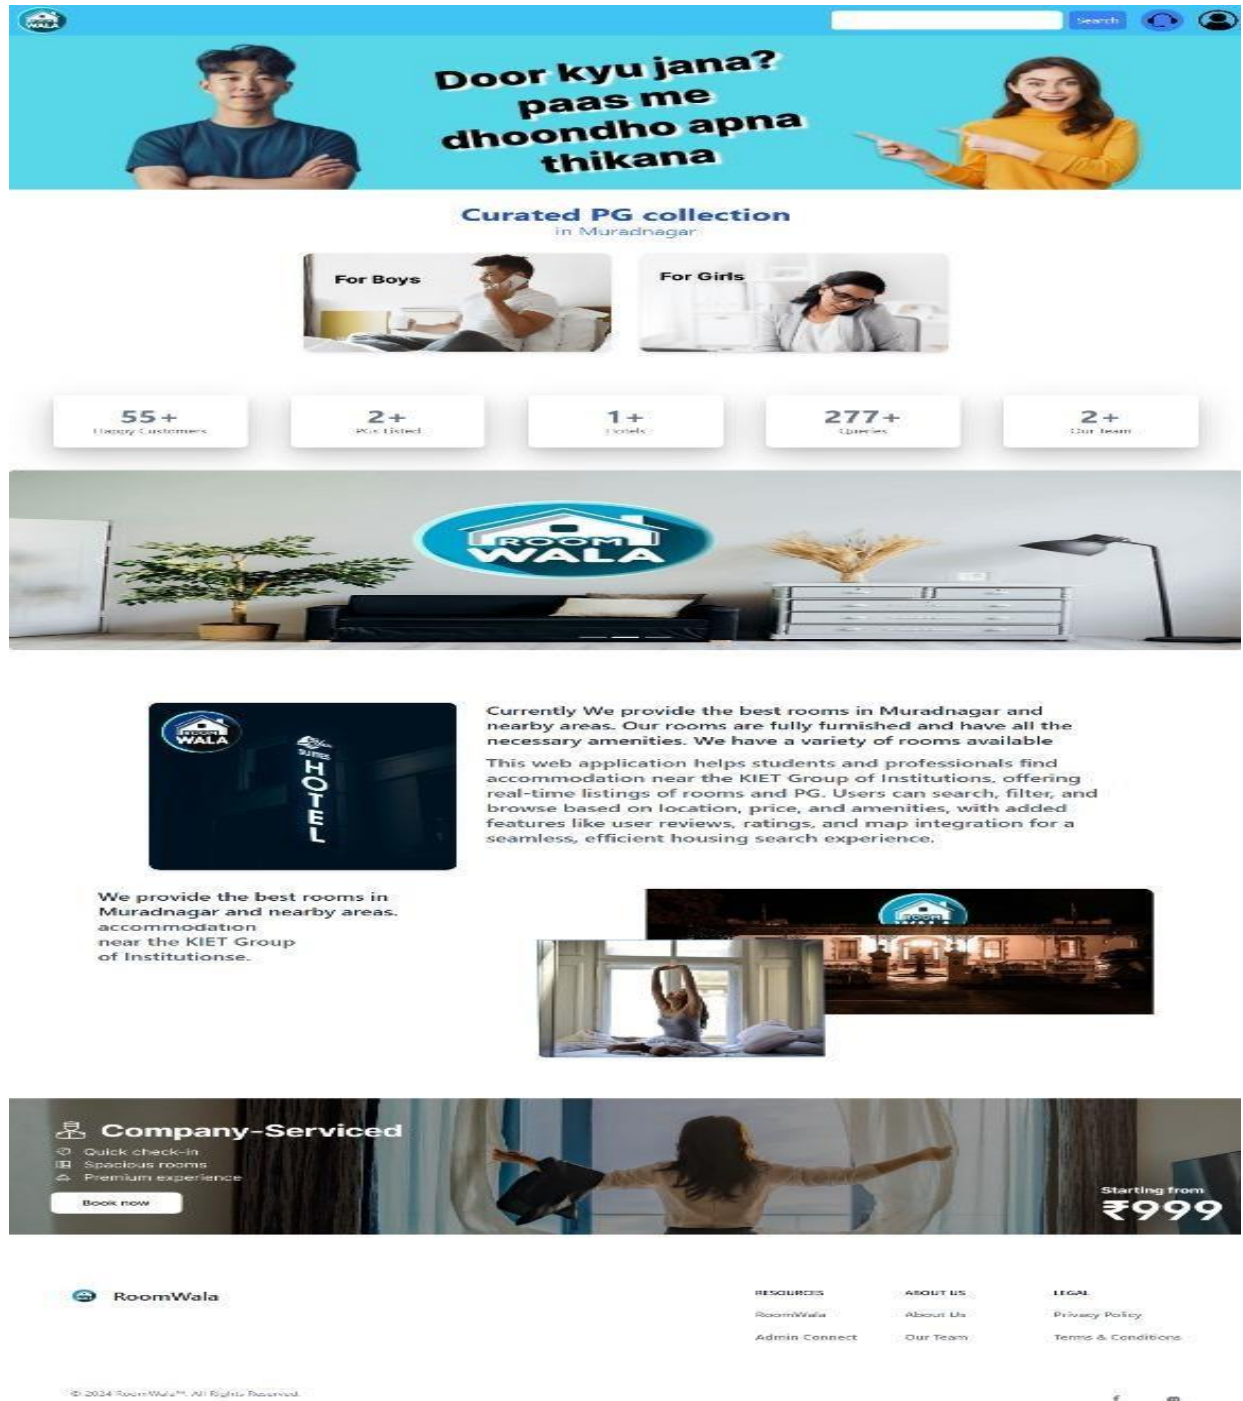 Search
Door kyu jana?
paas me
dhoondho apna
thikana
Curated PG collection
in Muradnagar
For Boys
For Girls
55+
Happy Customers
2+
PGs Listed
1+
Hotels
277+
Queries
2+
Our Team
ROOM
WALA
ROOM
WALA
SUITES
HOTEL
Currently We provide the best rooms in Muradnagar and
nearby areas. Our rooms are fully furnished and have all the
necessary amenities. We have a variety of rooms available
This web application helps students and professionals find
accommodation near the KIET Group of Institutions, offering
real-time listings of rooms and PG. Users can search, filter, and
browse based on location, price, and amenities, with added
features like user reviews, ratings, and map integration for a
seamless, efficient housing search experience.
We provide the best rooms in
Muradnagar and nearby areas.
accommodation
near the KIET Group
of Institutionse.
ROOM
WALA
Company-Serviced
Quick check-in
Spacious rooms
Premium experience
Book now
Starting from
₹999
RoomWala
RESOURCES
RoomWala
Admin Connect
ABOUT US
About Us
Our Team
LEGAL
Privacy Policy
Terms & Conditions
© 2024 RoomWala™. All Rights Reserved.